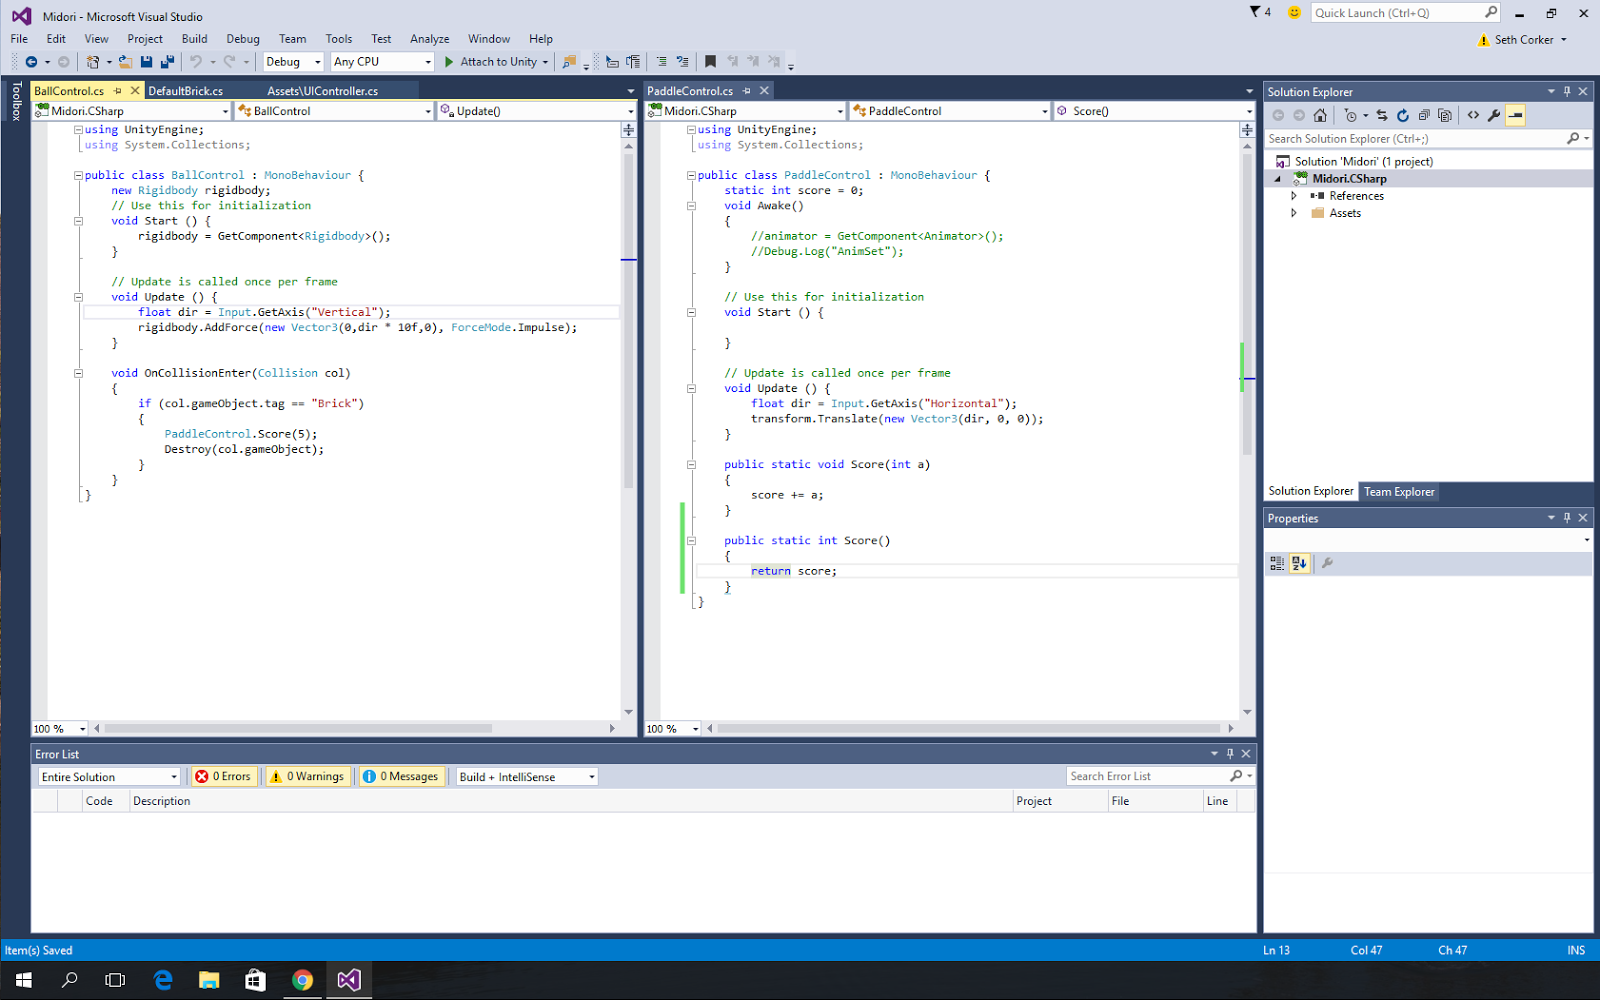 Midori - Microsoft Visual Studio
4
Quick Launch (Ctrl+Q)
File Edit View Project Build Debug Team Tools Test Analyze Window Help
Seth Corker
Debug Any CPU Attach to Unity
Toolbox
BallControl.cs DefaultBrick.cs Assets\UIController.cs
Midori.CSharp BallControl Update()
using UnityEngine;
using System.Collections;
public class BallControl : MonoBehaviour {
new Rigidbody rigidbody;
// Use this for initialization
void Start () {
rigidbody = GetComponent<Rigidbody>();
}
// Update is called once per frame
void Update () {
float dir = Input.GetAxis("Vertical");
rigidbody.AddForce(new Vector3(0,dir * 10f,0), ForceMode.Impulse);
}
void OnCollisionEnter(Collision col)
{
if (col.gameObject.tag == "Brick")
{
PaddleControl.Score(5);
Destroy(col.gameObject);
}
}
}
100 %
PaddleControl.cs
Midori.CSharp PaddleControl Score()
using UnityEngine;
using System.Collections;
public class PaddleControl : MonoBehaviour {
static int score = 0;
void Awake()
{
//animator = GetComponent<Animator>();
//Debug.Log("AnimSet");
}
// Use this for initialization
void Start () {
}
// Update is called once per frame
void Update () {
float dir = Input.GetAxis("Horizontal");
transform.Translate(new Vector3(dir, 0, 0));
}
public static void Score(int a)
{
score += a;
}
public static int Score()
{
return score;
}
}
100 %
Solution Explorer
Search Solution Explorer (Ctrl+;)
Solution 'Midori' (1 project)
Midori.CSharp
References
Assets
Solution Explorer Team Explorer
Properties
Error List
Entire Solution 0 Errors 0 Warnings 0 Messages Build + IntelliSense Search Error List
Code Description Project File Line
Item(s) Saved Ln 13 Col 47 Ch 47 INS